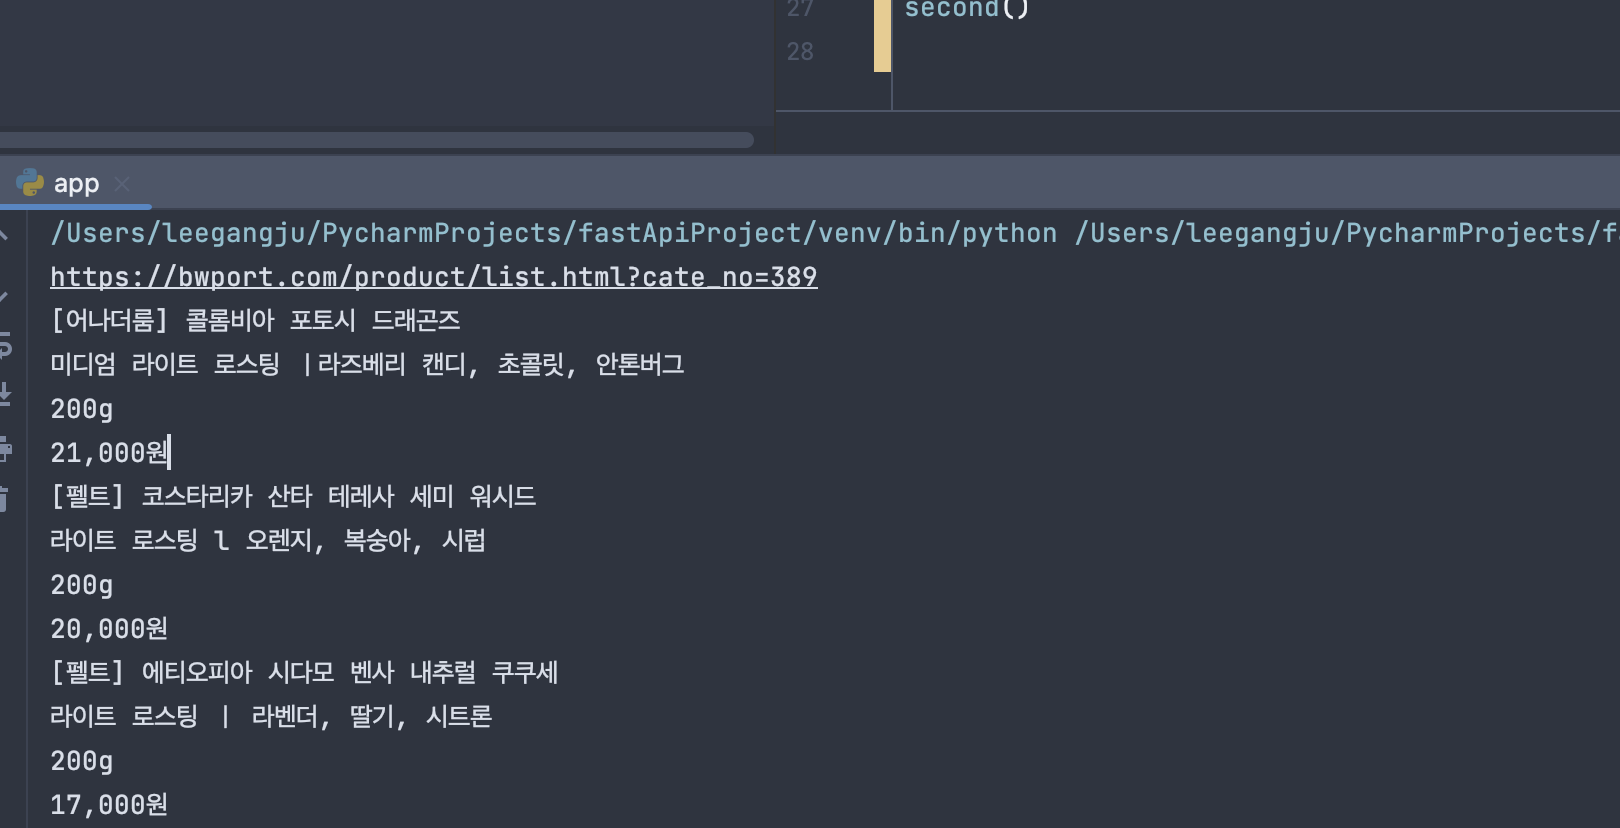 27 second()
28
app
/Users/leegangju/PycharmProjects/fastApiProject/venv/bin/python /Users/leegangju/PycharmProjects/f
https://bwport.com/product/list.html?cate_no=389
[어나더룸] 콜롬비아 포토시 드래곤즈
미디엄 라이트 로스팅 |라즈베리 캔디, 초콜릿, 안톤버그
200g
21,000원
[펠트] 코스타리카 산타 테레사 세미 워시드
라이트 로스팅 l 오렌지, 복숭아, 시럽
200g
20,000원
[펠트] 에티오피아 시다모 벤사 내추럴 쿠쿠세
라이트 로스팅 | 라벤더, 딸기, 시트론
200g
17,000원